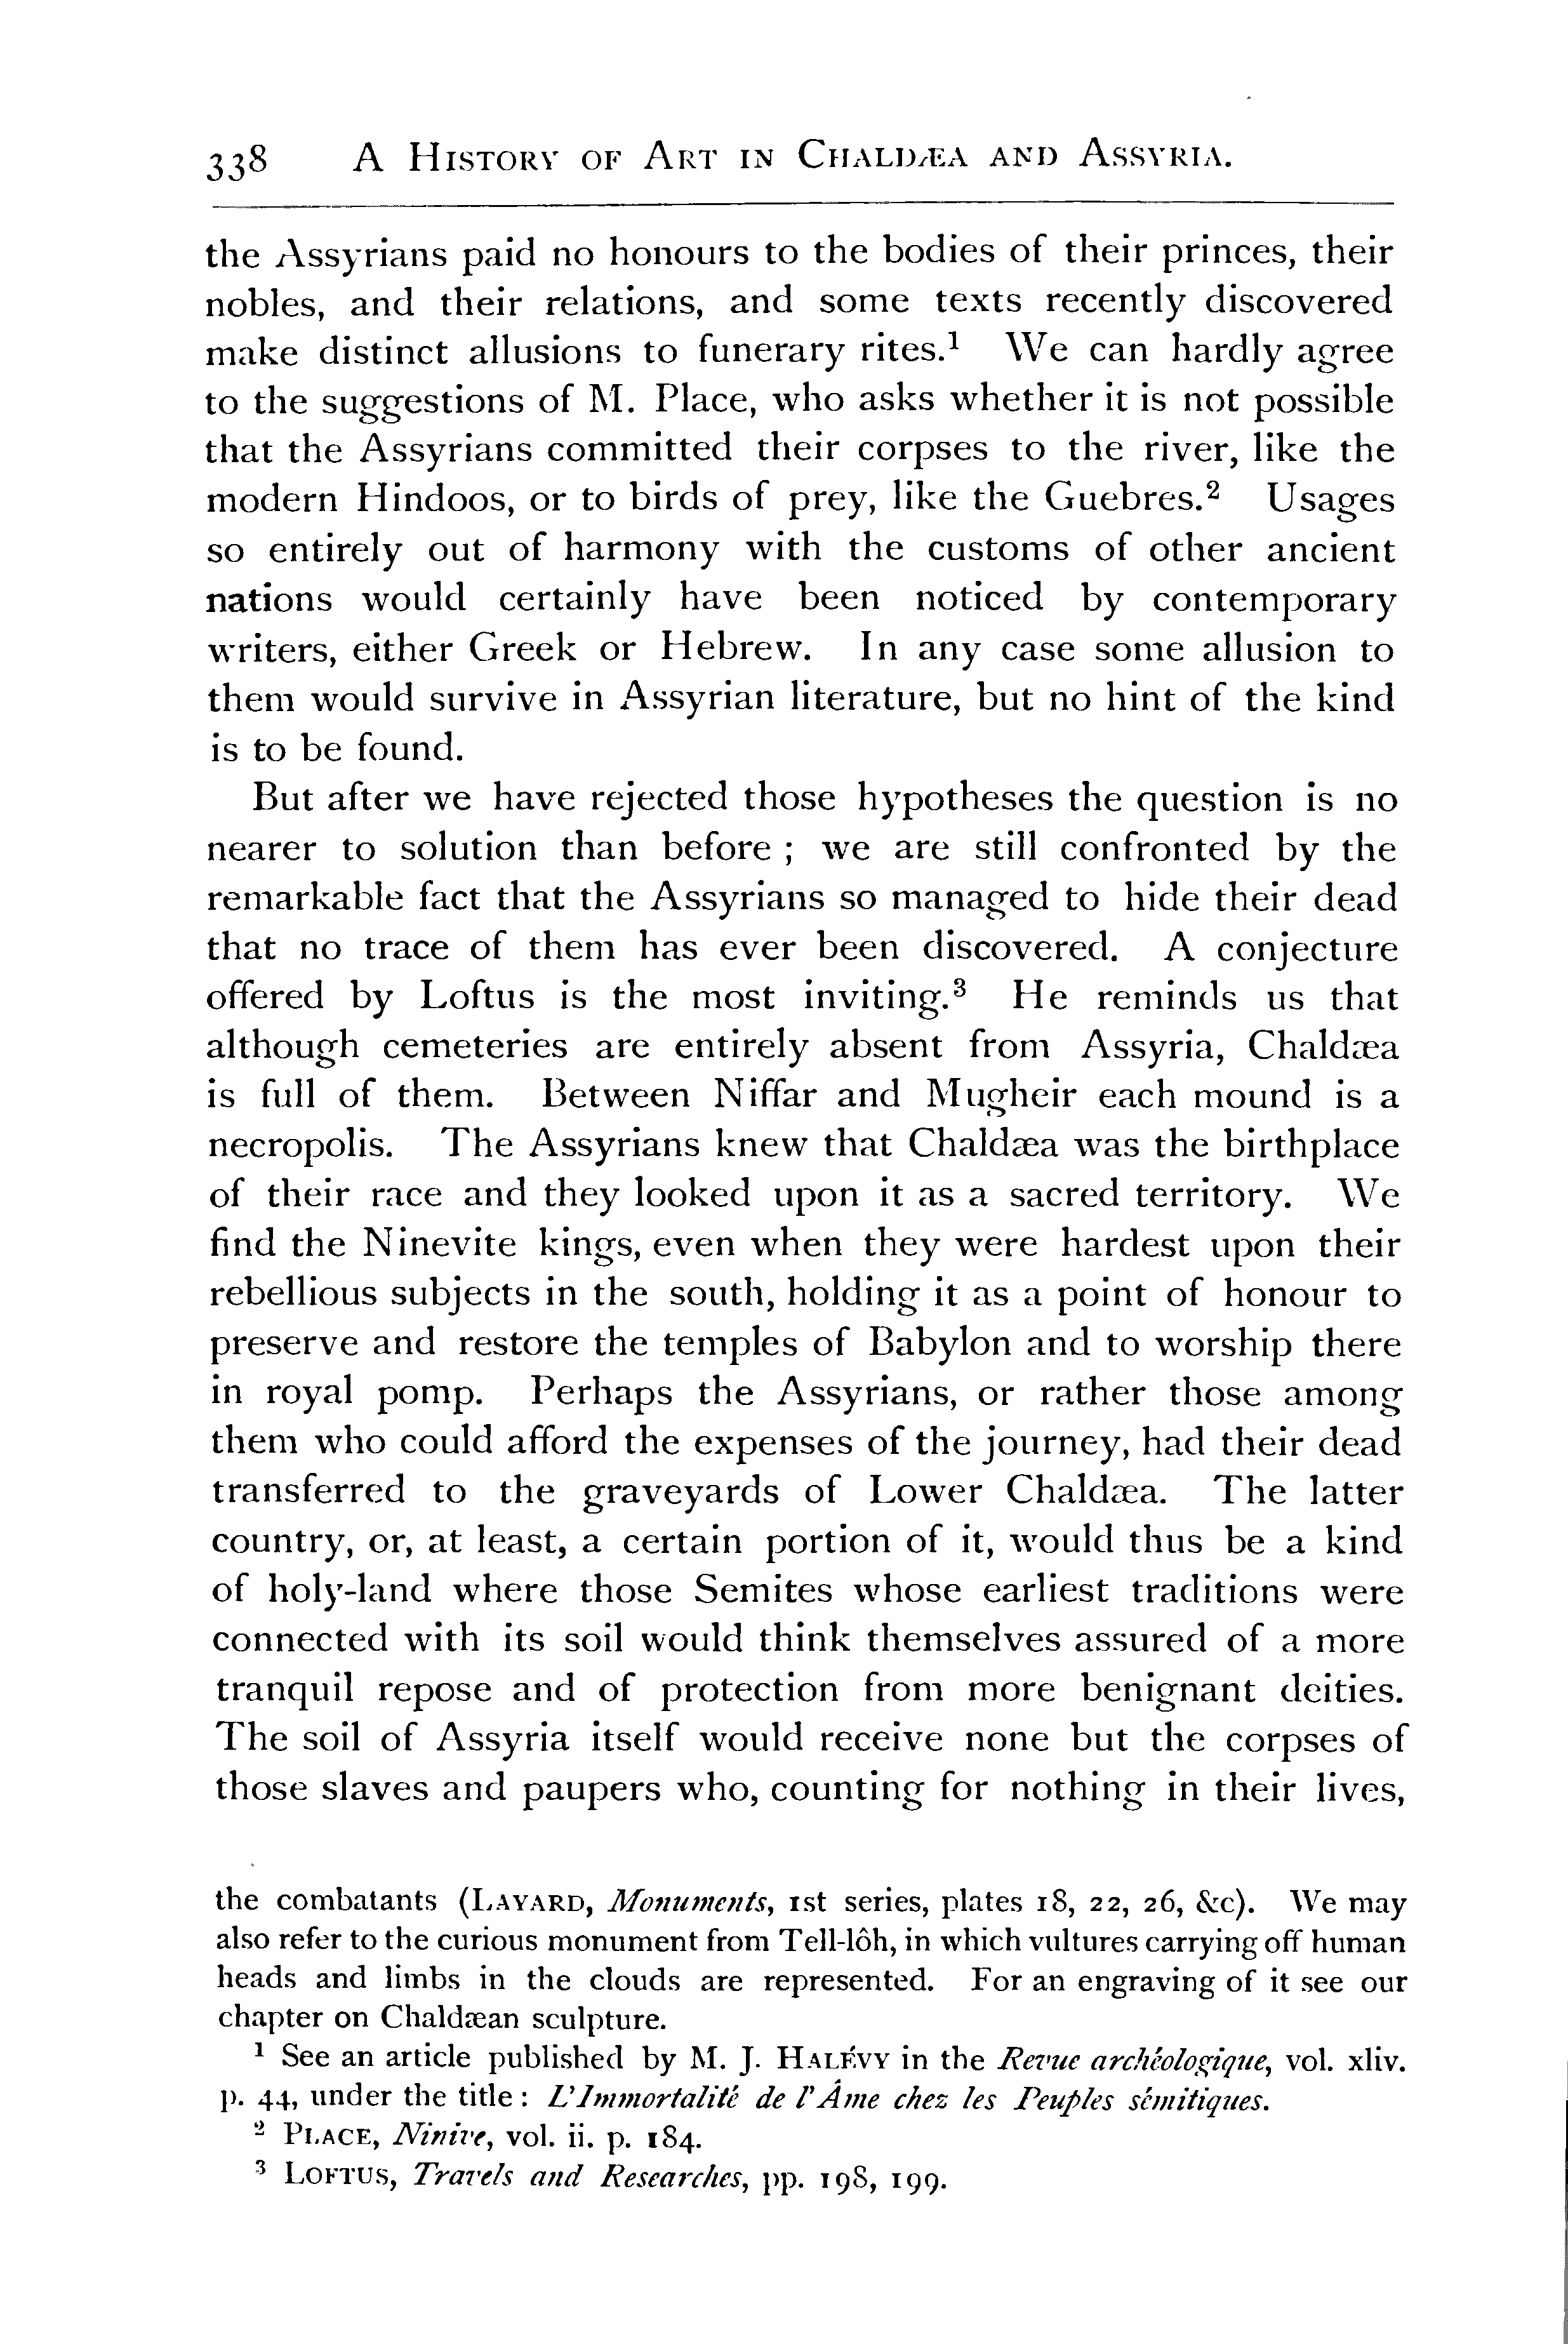 338 A History of Art in Chaldæa and Assyria.
the Assyrians paid no honours to the bodies of their princes, their
nobles, and their relations, and some texts recently discovered
make distinct allusions to funerary rites.¹ We can hardly agree
to the suggestions of M. Place, who asks whether it is not possible
that the Assyrians committed their corpses to the river, like the
modern Hindoos, or to birds of prey, like the Guebres.² Usages
so entirely out of harmony with the customs of other ancient
nations would certainly have been noticed by contemporary
writers, either Greek or Hebrew. In any case some allusion to
them would survive in Assyrian literature, but no hint of the kind
is to be found.
But after we have rejected those hypotheses the question is no
nearer to solution than before ; we are still confronted by the
remarkable fact that the Assyrians so managed to hide their dead
that no trace of them has ever been discovered. A conjecture
offered by Loftus is the most inviting.³ He reminds us that
although cemeteries are entirely absent from Assyria, Chaldæa
is full of them. Between Niffar and Mugheir each mound is a
necropolis. The Assyrians knew that Chaldæa was the birthplace
of their race and they looked upon it as a sacred territory. We
find the Ninevite kings, even when they were hardest upon their
rebellious subjects in the south, holding it as a point of honour to
preserve and restore the temples of Babylon and to worship there
in royal pomp. Perhaps the Assyrians, or rather those among
them who could afford the expenses of the journey, had their dead
transferred to the graveyards of Lower Chaldæa. The latter
country, or, at least, a certain portion of it, would thus be a kind
of holy-land where those Semites whose earliest traditions were
connected with its soil would think themselves assured of a more
tranquil repose and of protection from more benignant deities.
The soil of Assyria itself would receive none but the corpses of
those slaves and paupers who, counting for nothing in their lives,
the combatants (Layard, Monuments, 1st series, plates 18, 22, 26, &c). We may
also refer to the curious monument from Tell-lôh, in which vultures carrying off human
heads and limbs in the clouds are represented. For an engraving of it see our
chapter on Chaldæan sculpture.
¹ See an article published by M. J. Halévy in the Revue archéologique, vol. xliv.
p. 44, under the title : L'Immortalité de l'Âme chez les Peuples sémitiques.
² Place, Ninive, vol. ii. p. 184.
³ Loftus, Travels and Researches, pp. 198, 199.